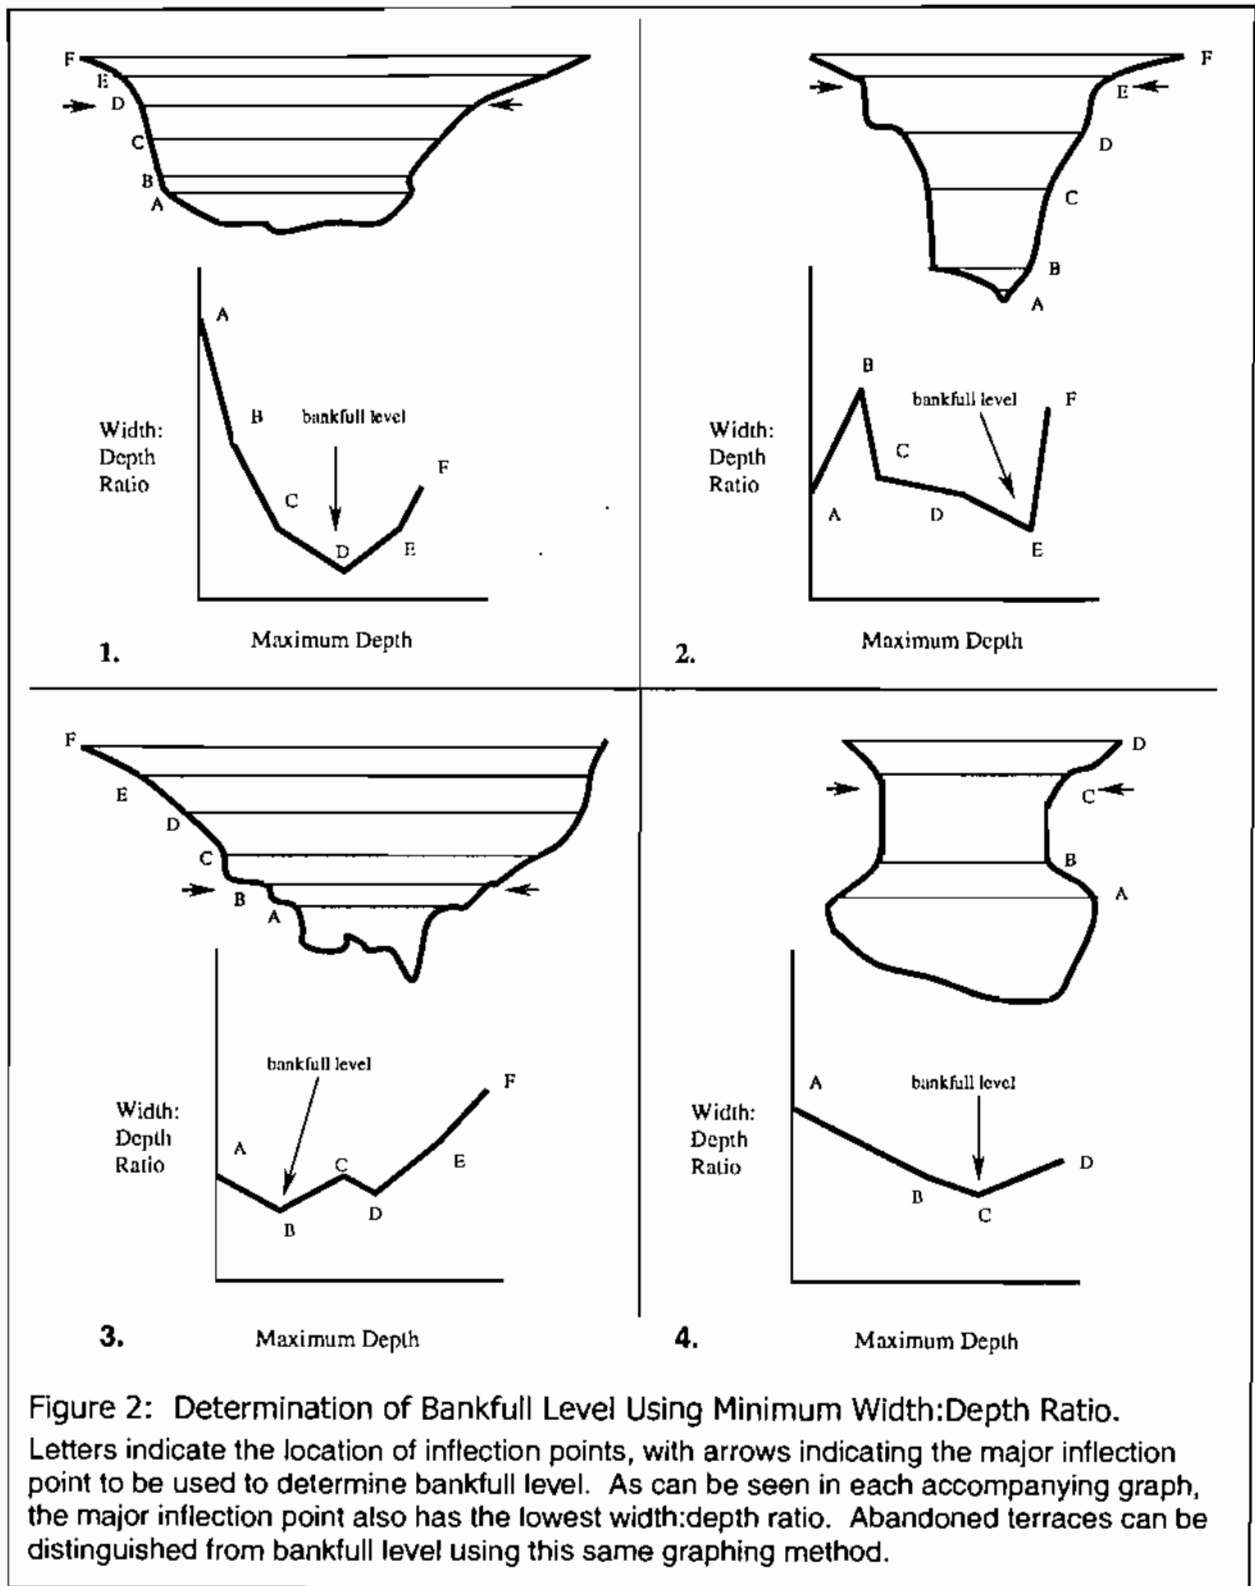 F
E
D
C
B
A
A
B
bankfull level
Width:
Depth
Ratio
C
F
D
E
1.
Maximum Depth
F
E
D
C
B
A
B
bankfull level
F
Width:
Depth
Ratio
C
A
D
E
2.
Maximum Depth
F
E
D
C
B
A
bankfull level
F
Width:
Depth
Ratio
A
C
E
D
B
3.
Maximum Depth
D
C
B
A
A
bankfull level
Width:
Depth
Ratio
D
B
C
4.
Maximum Depth
Figure 2: Determination of Bankfull Level Using Minimum Width:Depth Ratio.
Letters indicate the location of inflection points, with arrows indicating the major inflection
point to be used to determine bankfull level. As can be seen in each accompanying graph,
the major inflection point also has the lowest width:depth ratio. Abandoned terraces can be
distinguished from bankfull level using this same graphing method.